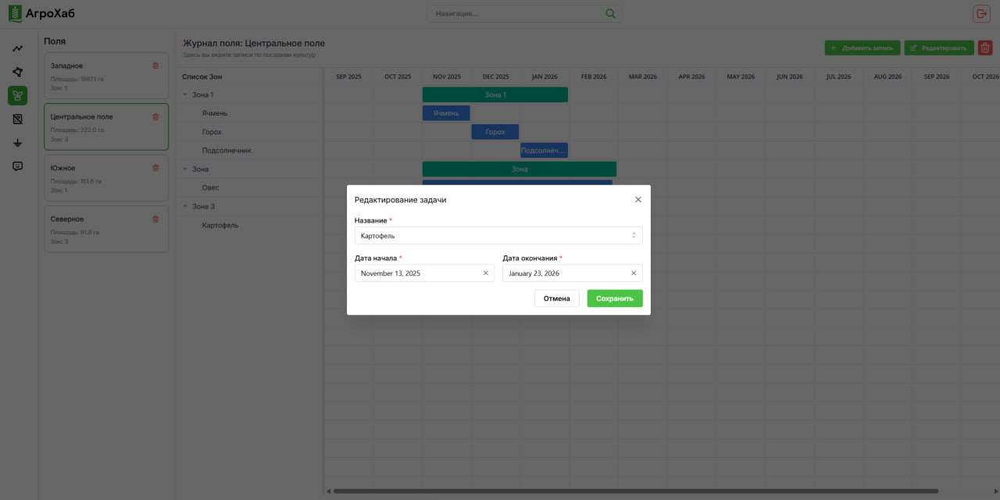 АгроХаб
Навигация...
Поля
Западное
Площадь: 1987.1 га
Зон: 1
Центральное поле
Площадь: 222.0 га
Зон: 3
Южное
Площадь: 151.6 га
Зон: 1
Северное
Площадь: 91.9 га
Зон: 3
Журнал поля: Центральное поле
Здесь вы видите записи по посадкам культур
+ Добавить запись
Редактировать
Список Зон
SEP 2025 OCT 2025 NOV 2025 DEC 2025 JAN 2026 FEB 2026 MAR 2026 APR 2026 MAY 2026 JUN 2026 JUL 2026 AUG 2026 SEP 2026 OCT 2026
Зона 1 Зона 1
Ячмень Ячмень
Горох Горох
Подсолнечник Подсолнеч...
Зона Зона
Овес
Зона 3
Картофель
Редактирование задачи
Название *
Картофель
Дата начала * Дата окончания *
November 13, 2025 January 23, 2026
Отмена Сохранить